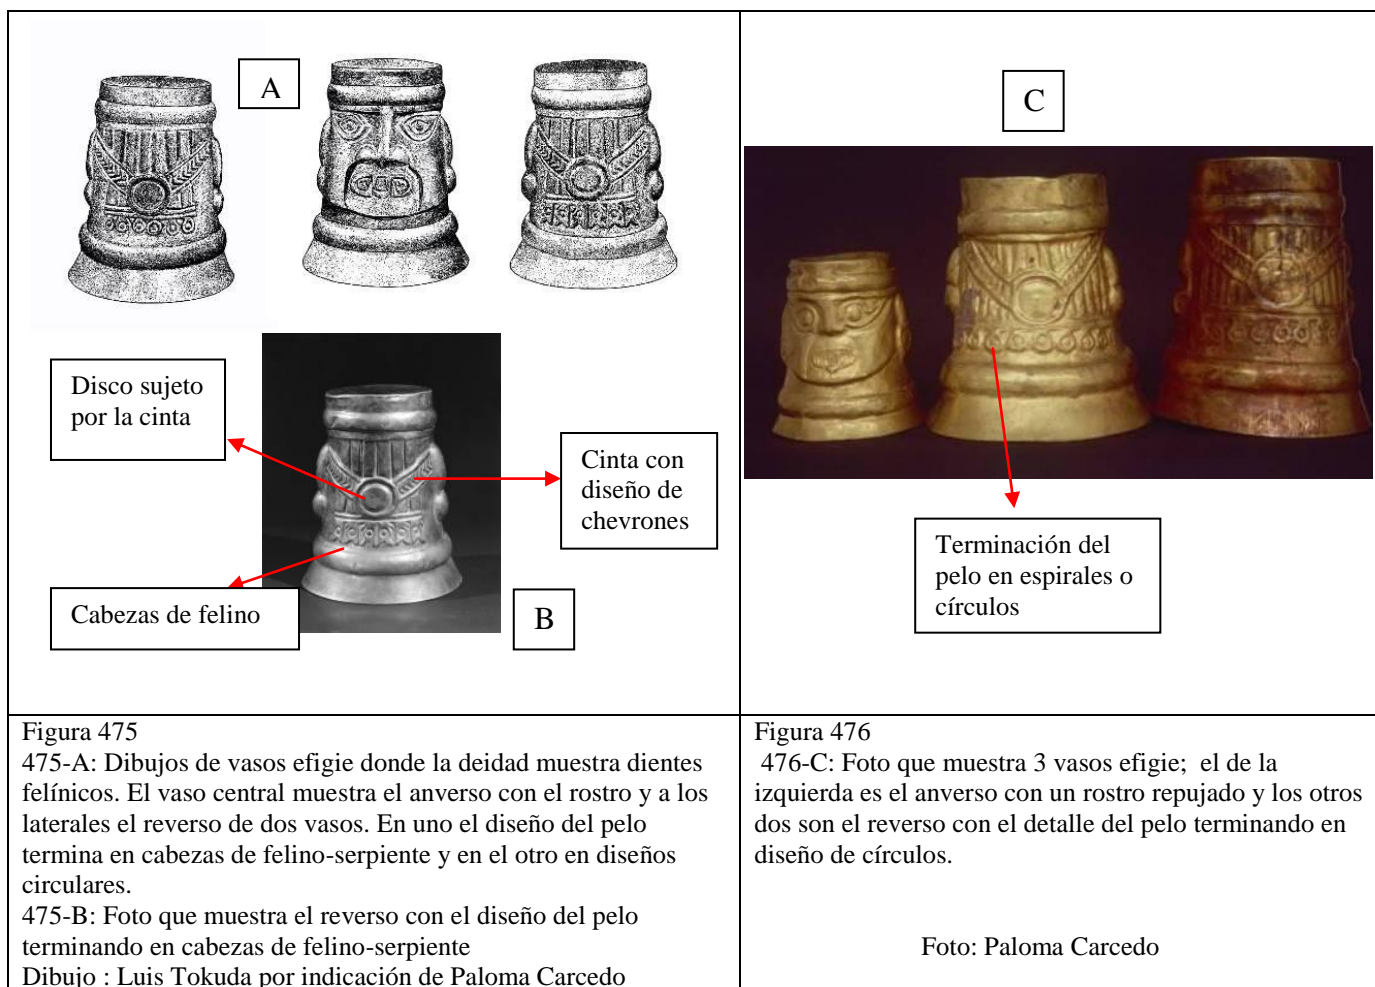 A
Disco sujeto
por la cinta
Cinta con
diseño de
chevrones
Cabezas de felino
B
C
Terminación del
pelo en espirales o
círculos
Figura 475
475-A: Dibujos de vasos efigie donde la deidad muestra dientes
felínicos. El vaso central muestra el anverso con el rostro y a los
laterales el reverso de dos vasos. En uno el diseño del pelo
termina en cabezas de felino-serpiente y en el otro en diseños
circulares.
475-B: Foto que muestra el reverso con el diseño del pelo
terminando en cabezas de felino-serpiente
Dibujo : Luis Tokuda por indicación de Paloma Carcedo
Figura 476
476-C: Foto que muestra 3 vasos efigie; el de la
izquierda es el anverso con un rostro repujado y los otros
dos son el reverso con el detalle del pelo terminando en
diseño de círculos.
Foto: Paloma Carcedo